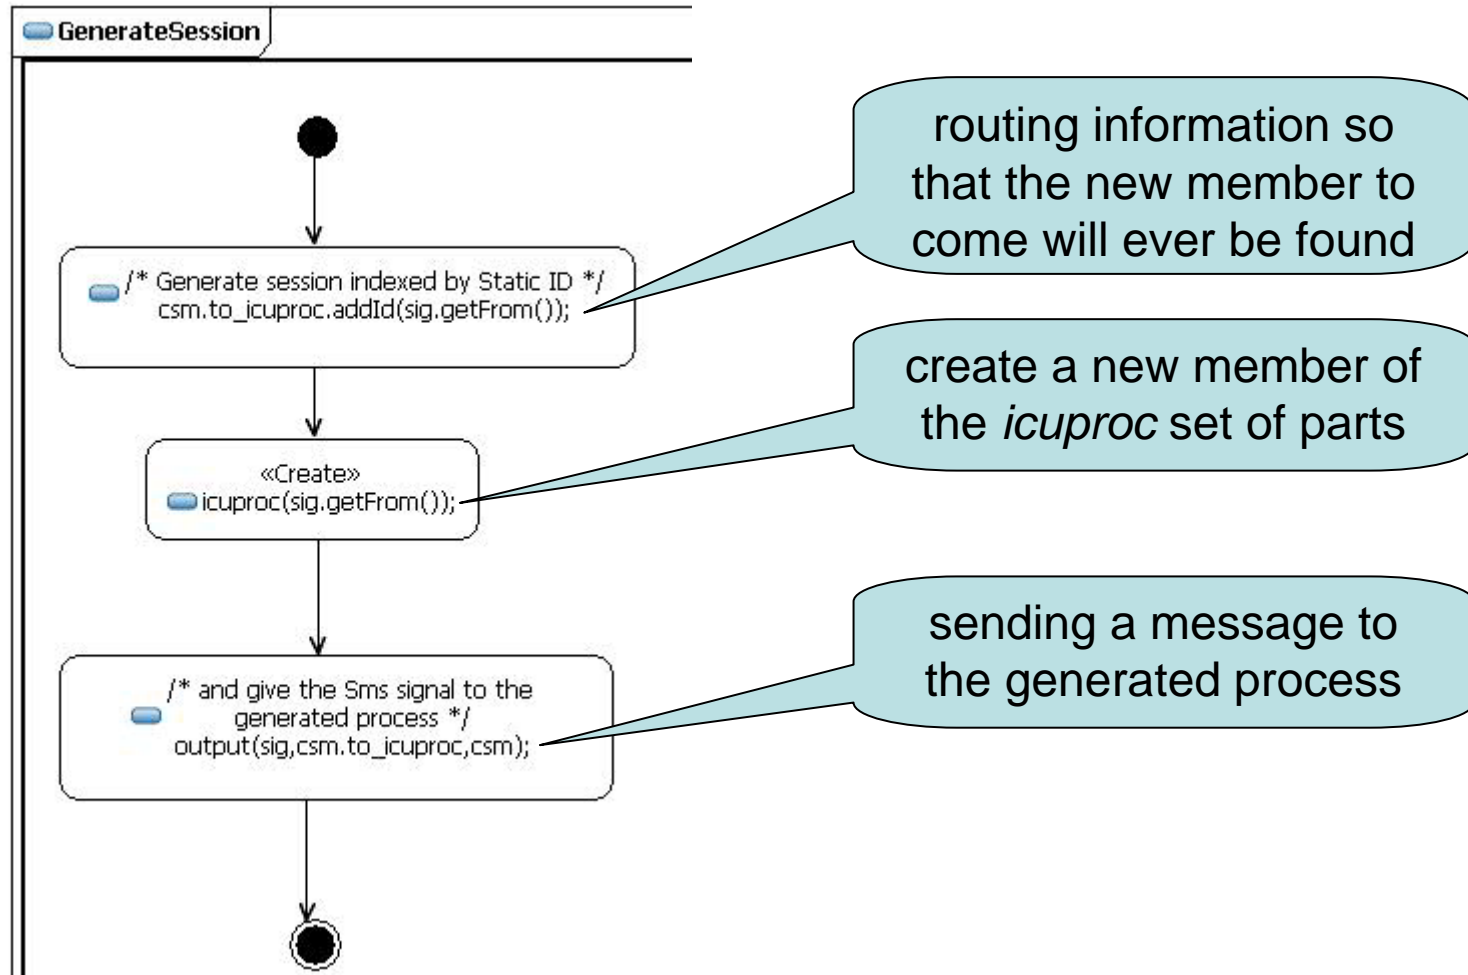 GenerateSession
/* Generate session indexed by Static ID */
csm.to_icuproc.addId(sig.getFrom());
routing information so
that the new member to
come will ever be found
«Create»
icuproc(sig.getFrom());
create a new member of
the icuproc set of parts
/* and give the Sms signal to the
generated process */
output(sig,csm.to_icuproc,csm);
sending a message to
the generated process